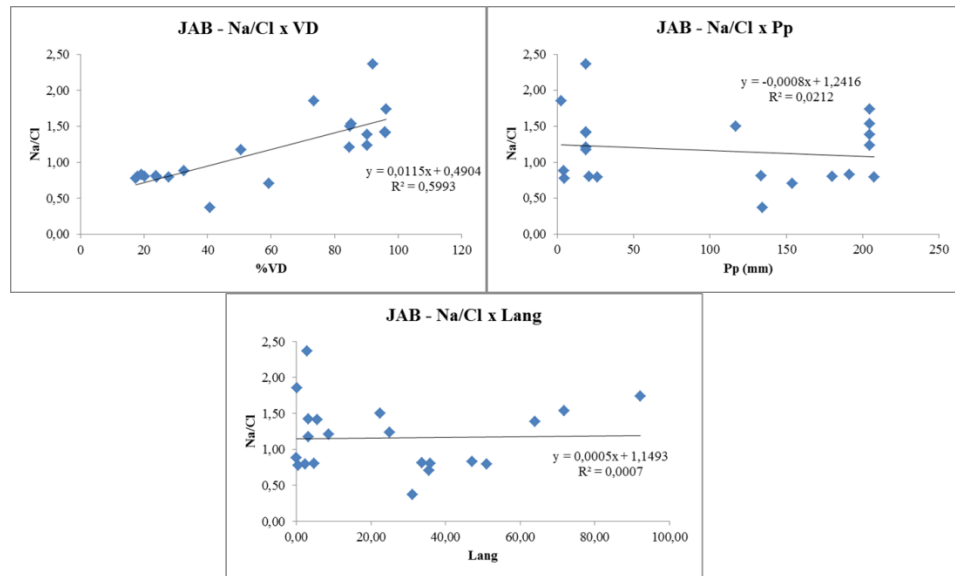 JAB - Na/Cl x VD
2,50
2,00
1,50
1,00
0,50
0,00
Na/Cl
y = 0,0115x + 0,4904
R² = 0,5993
0 20 40 60 80 100 120
%VD
JAB - Na/Cl x Pp
2,50
2,00
1,50
1,00
0,50
0,00
Na/Cl
y = -0,0008x + 1,2416
R² = 0,0212
0 50 100 150 200 250
Pp (mm)
JAB - Na/Cl x Lang
2,50
2,00
1,50
1,00
0,50
0,00
Na/Cl
y = 0,0005x + 1,1493
R² = 0,0007
0,00 20,00 40,00 60,00 80,00 100,00
Lang